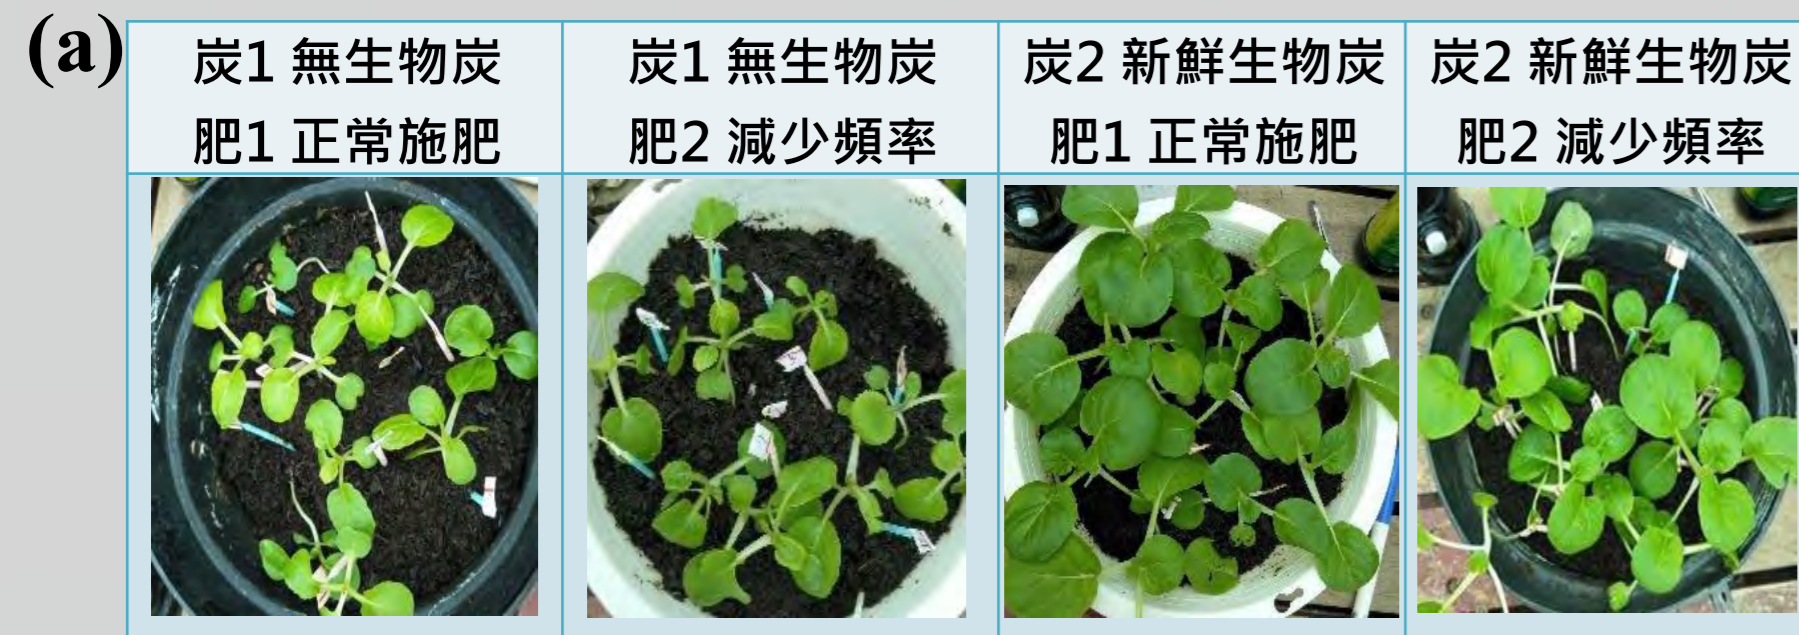 (a)
炭1 無生物炭
肥1 正常施肥
炭1 無生物炭
肥2 減少頻率
炭2 新鮮生物炭
肥1 正常施肥
炭2 新鮮生物炭
肥2 減少頻率